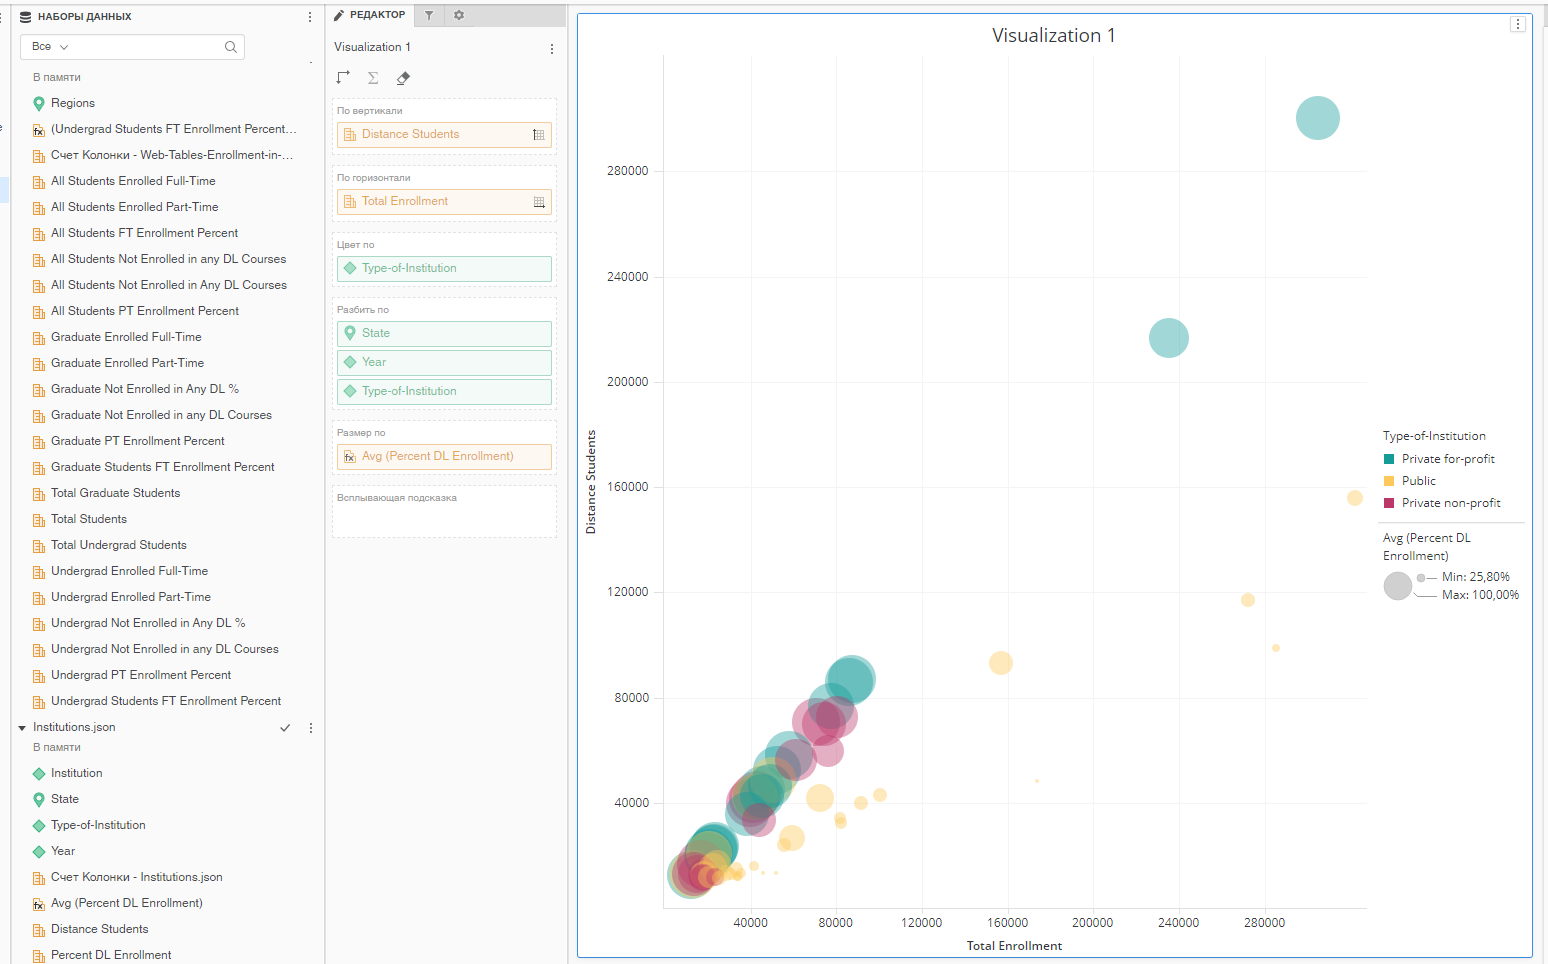 НАБОРЫ ДАННЫХ
Все
В памяти
Regions
(Undergrad Students FT Enrollment Percent...
Счет Колонки - Web-Tables-Enrollment-in-...
All Students Enrolled Full-Time
All Students Enrolled Part-Time
All Students FT Enrollment Percent
All Students Not Enrolled in any DL Courses
All Students Not Enrolled in Any DL Courses
All Students PT Enrollment Percent
Graduate Enrolled Full-Time
Graduate Enrolled Part-Time
Graduate Not Enrolled in Any DL %
Graduate Not Enrolled in any DL Courses
Graduate PT Enrollment Percent
Graduate Students FT Enrollment Percent
Total Graduate Students
Total Students
Total Undergrad Students
Undergrad Enrolled Full-Time
Undergrad Enrolled Part-Time
Undergrad Not Enrolled in Any DL %
Undergrad Not Enrolled in any DL Courses
Undergrad PT Enrollment Percent
Undergrad Students FT Enrollment Percent
Institutions.json
В памяти
Institution
State
Type-of-Institution
Year
Счет Колонки - Institutions.json
Avg (Percent DL Enrollment)
Distance Students
Percent DL Enrollment
РЕДАКТОР
Visualization 1
По вертикали
Distance Students
По горизонтали
Total Enrollment
Цвет по
Type-of-Institution
Разбить по
State
Year
Type-of-Institution
Размер по
Avg (Percent DL Enrollment)
Всплывающая подсказка
Visualization 1
280000
240000
200000
160000
120000
80000
40000
Distance Students
40000
80000
120000
160000
200000
240000
280000
Total Enrollment
Type-of-Institution
Private for-profit
Public
Private non-profit
Avg (Percent DL
Enrollment)
Min: 25,80%
Max: 100,00%